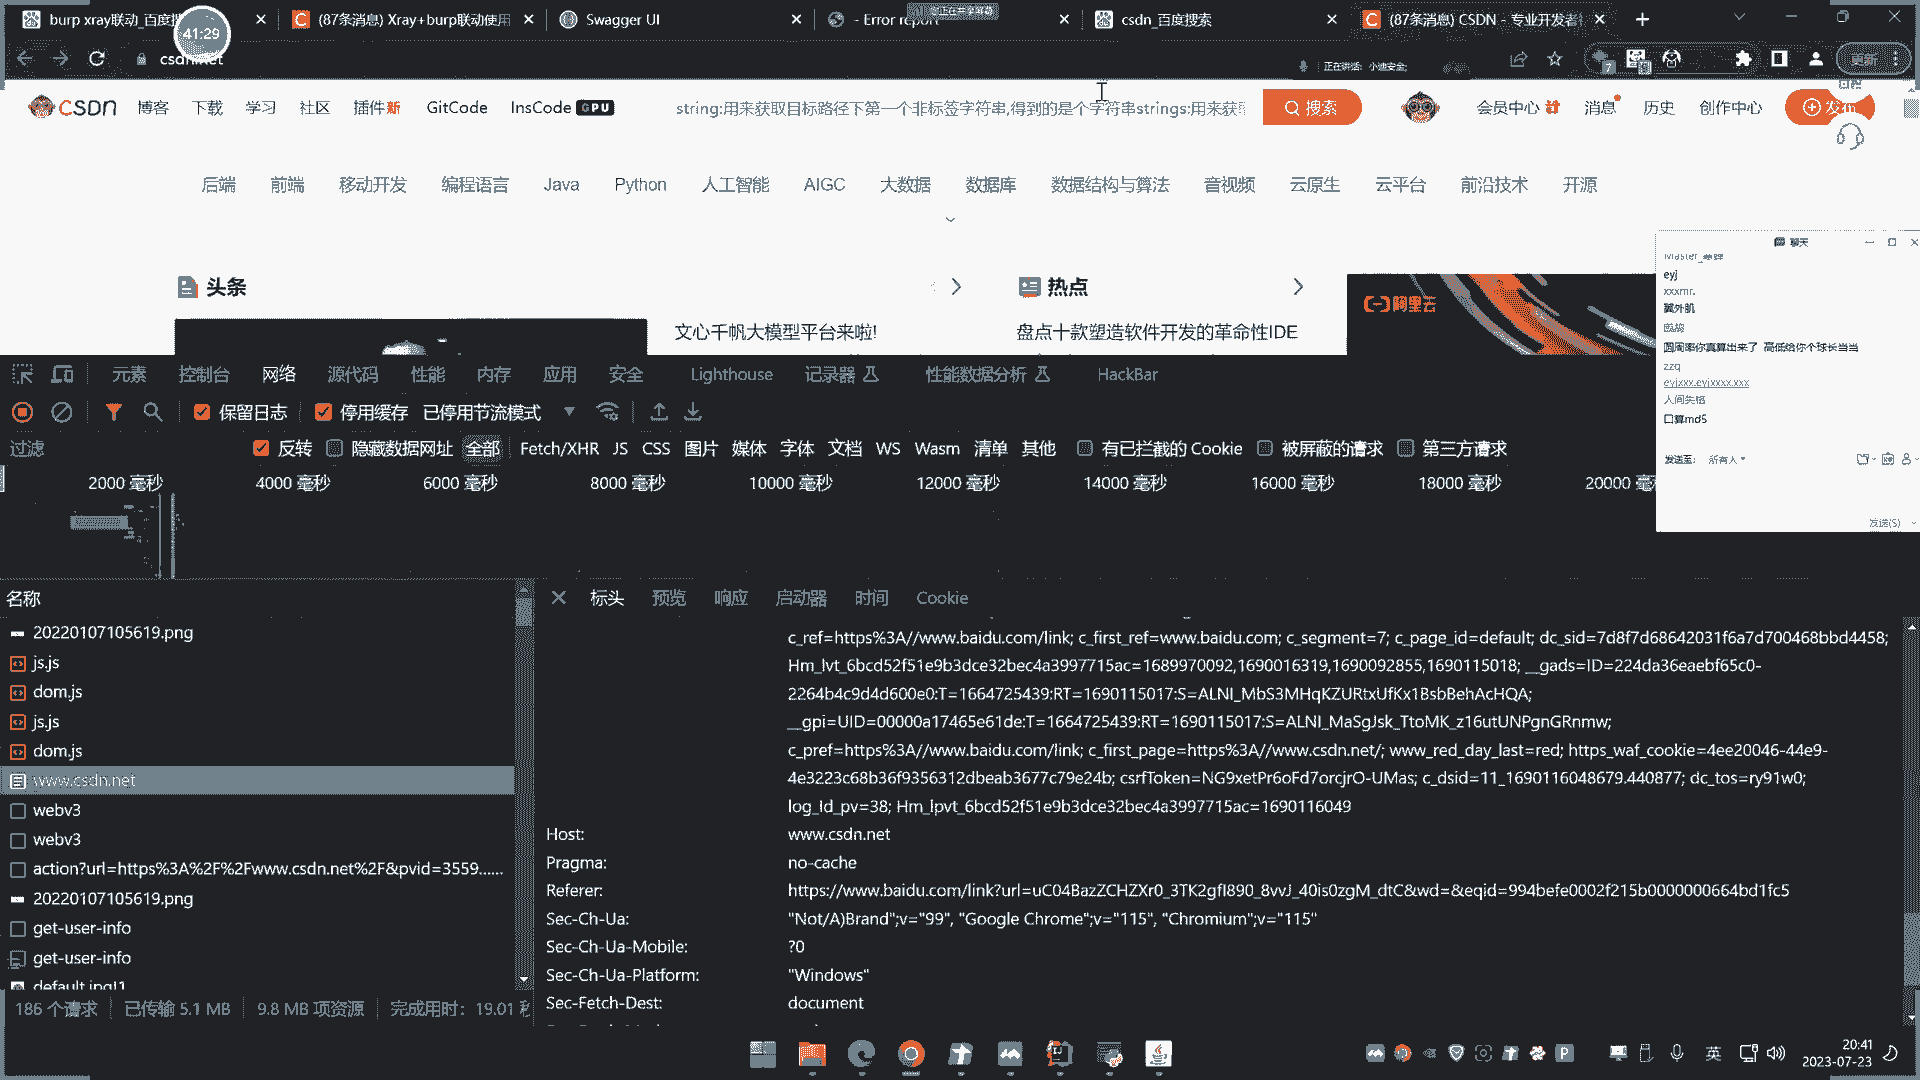 burp xray联动_百度搜
(87条消息) Xray+burp联动使用
Swagger UI
- Error report
您正在共享屏幕
csdn_百度搜索
(87条消息) CSDN - 专业开发者社
41:29
csdn.net
正在讲话: 小迪安全;
更新
CSDN 博客 下载 学习 社区 插件新 GitCode InsCode GPU
string:用来获取目标路径下第一个非标签字符串,得到的是个字符串strings:用来获取
搜索
会员中心 消息 历史 创作中心 发布
后端 前端 移动开发 编程语言 Java Python 人工智能 AIGC 大数据 数据库 数据结构与算法 音视频 云原生 云平台 前沿技术 开源
头条
热点
文心千帆大模型平台来啦!
盘点十款塑造软件开发的革命性IDE
阿里云
聊天
eyj
xxxmr.
翼外肌
圆周率你真算出来了 高低给你个球长当当
zzq
eyjxxx.eyjxxxx.xxx
人间失格
口算md5
发送至: 所有人
发送(S)
元素 控制台 网络 源代码 性能 内存 应用 安全 Lighthouse 记录器 性能数据分析 HackBar
保留日志 停用缓存 已停用节流模式
过滤 反转 隐藏数据网址 全部 Fetch/XHR JS CSS 图片 媒体 字体 文档 WS Wasm 清单 其他 有已拦截的 Cookie 被屏蔽的请求 第三方请求
2000 毫秒 4000 毫秒 6000 毫秒 8000 毫秒 10000 毫秒 12000 毫秒 14000 毫秒 16000 毫秒 18000 毫秒 20000 毫
名称
20220107105619.png
js.js
dom.js
js.js
dom.js
www.csdn.net
webv3
webv3
action?url=https%3A%2F%2Fwww.csdn.net%2F&pvid=3559......
20220107105619.png
get-user-info
get-user-info
default.jpg!1
186 个请求 已传输 5.1 MB 9.8 MB 项资源 完成用时: 19.01 秒
标头 预览 响应 启动器 时间 Cookie
c_ref=https%3A//www.baidu.com/link; c_first_ref=www.baidu.com; c_segment=7; c_page_id=default; dc_sid=7d8f7d68642031f6a7d700468bbd4458;
Hm_lvt_6bcd52f51e9b3dce32bec4a3997715ac=1689970092,1690016319,1690092855,1690115018; __gads=ID=224da36eaebf65c0-
2264b4c9d4d600e0:T=1664725439:RT=1690115017:S=ALNI_MbS3MHqKZURtxUfKx1BsbBehAcHQA;
__gpi=UID=00000a17465e61de:T=1664725439:RT=1690115017:S=ALNI_MaSgJsk_TtoMK_z16utUNPgnGRnmw;
c_pref=https%3A//www.baidu.com/link; c_first_page=https%3A//www.csdn.net/; www_red_day_last=red; https_waf_cookie=4ee20046-44e9-
4e3223c68b36f9356312dbeab3677c79e24b; csrfToken=NG9xetPr6oFd7orcjrO-UMas; c_dsid=11_1690116048679.440877; dc_tos=ry91w0;
log_Id_pv=38; Hm_lpvt_6bcd52f51e9b3dce32bec4a3997715ac=1690116049
Host: www.csdn.net
Pragma: no-cache
Referer: https://www.baidu.com/link?url=uC04BazZCHZXr0_3TK2gfI890_8vvJ_40is0zgM_dtC&wd=&eqid=994befe0002f215b0000000664bd1fc5
Sec-Ch-Ua: "Not/A)Brand";v="99", "Google Chrome";v="115", "Chromium";v="115"
Sec-Ch-Ua-Mobile: ?0
Sec-Ch-Ua-Platform: "Windows"
Sec-Fetch-Dest: document
英
20:41
2023-07-23